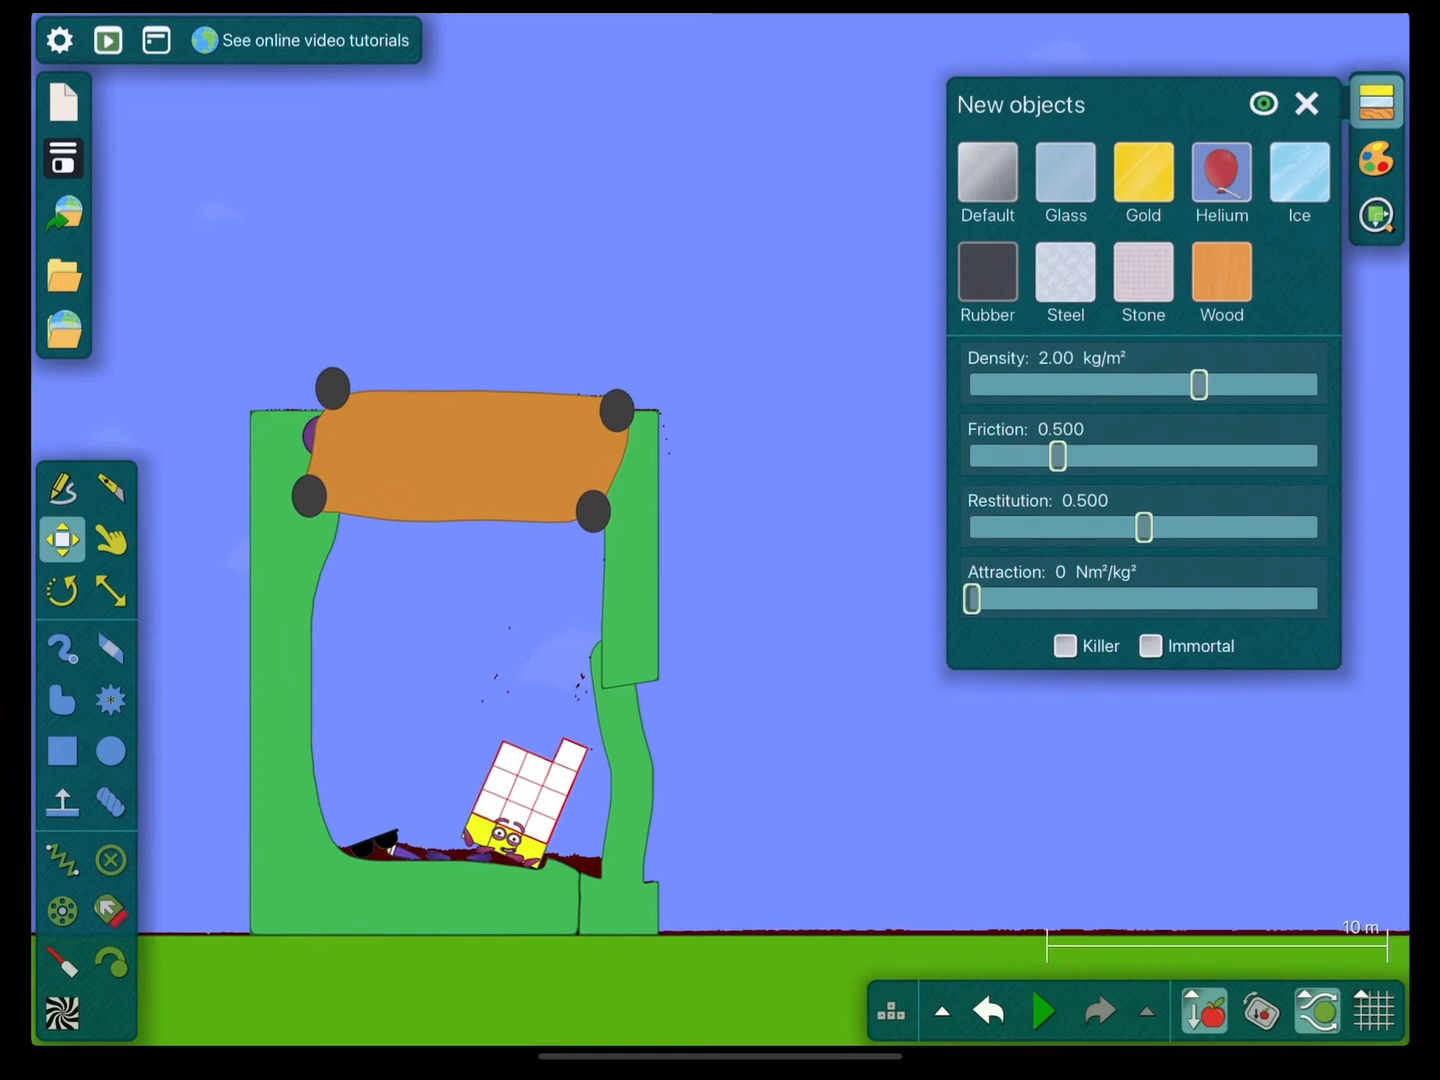 See online video tutorials
New objects
Default
Glass
Gold
Helium
Ice
Rubber
Steel
Stone
Wood
Density: 2.00 kg/m²
Friction: 0.500
Restitution: 0.500
Attraction: 0 Nm²/kg²
Killer
Immortal
10 m